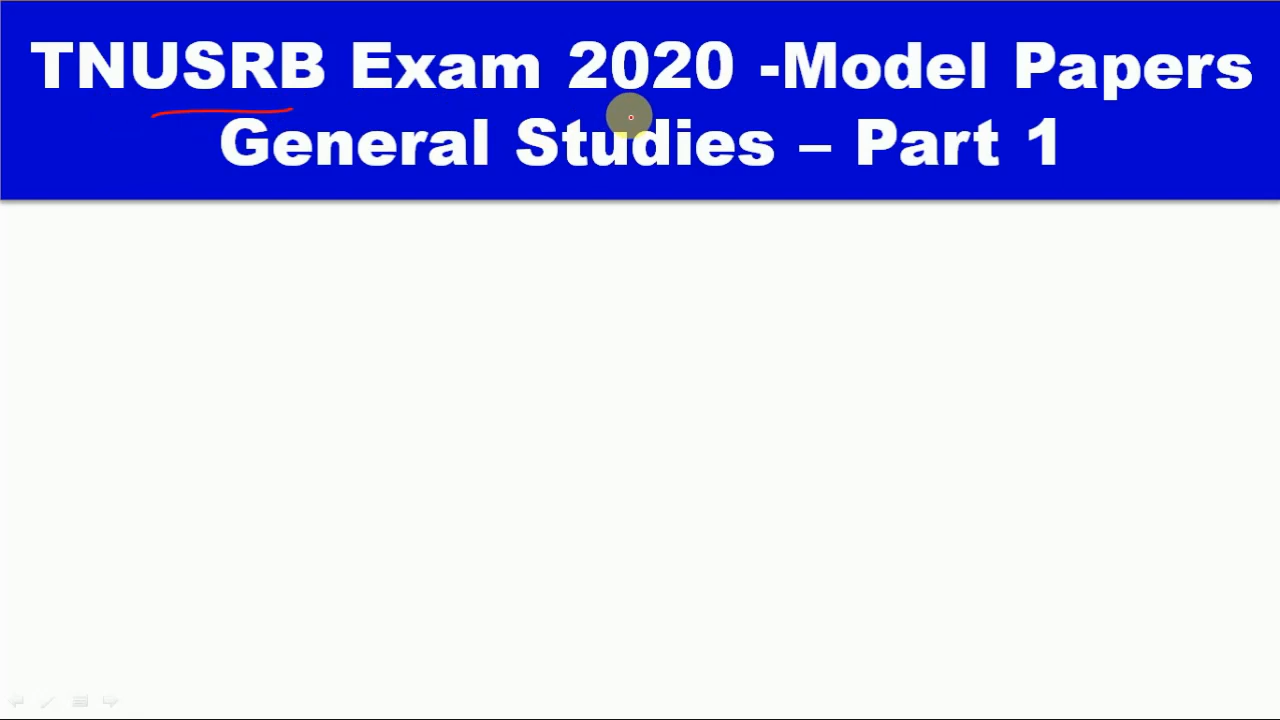 TNUSRB Exam 2020 -Model Papers
General Studies – Part 1